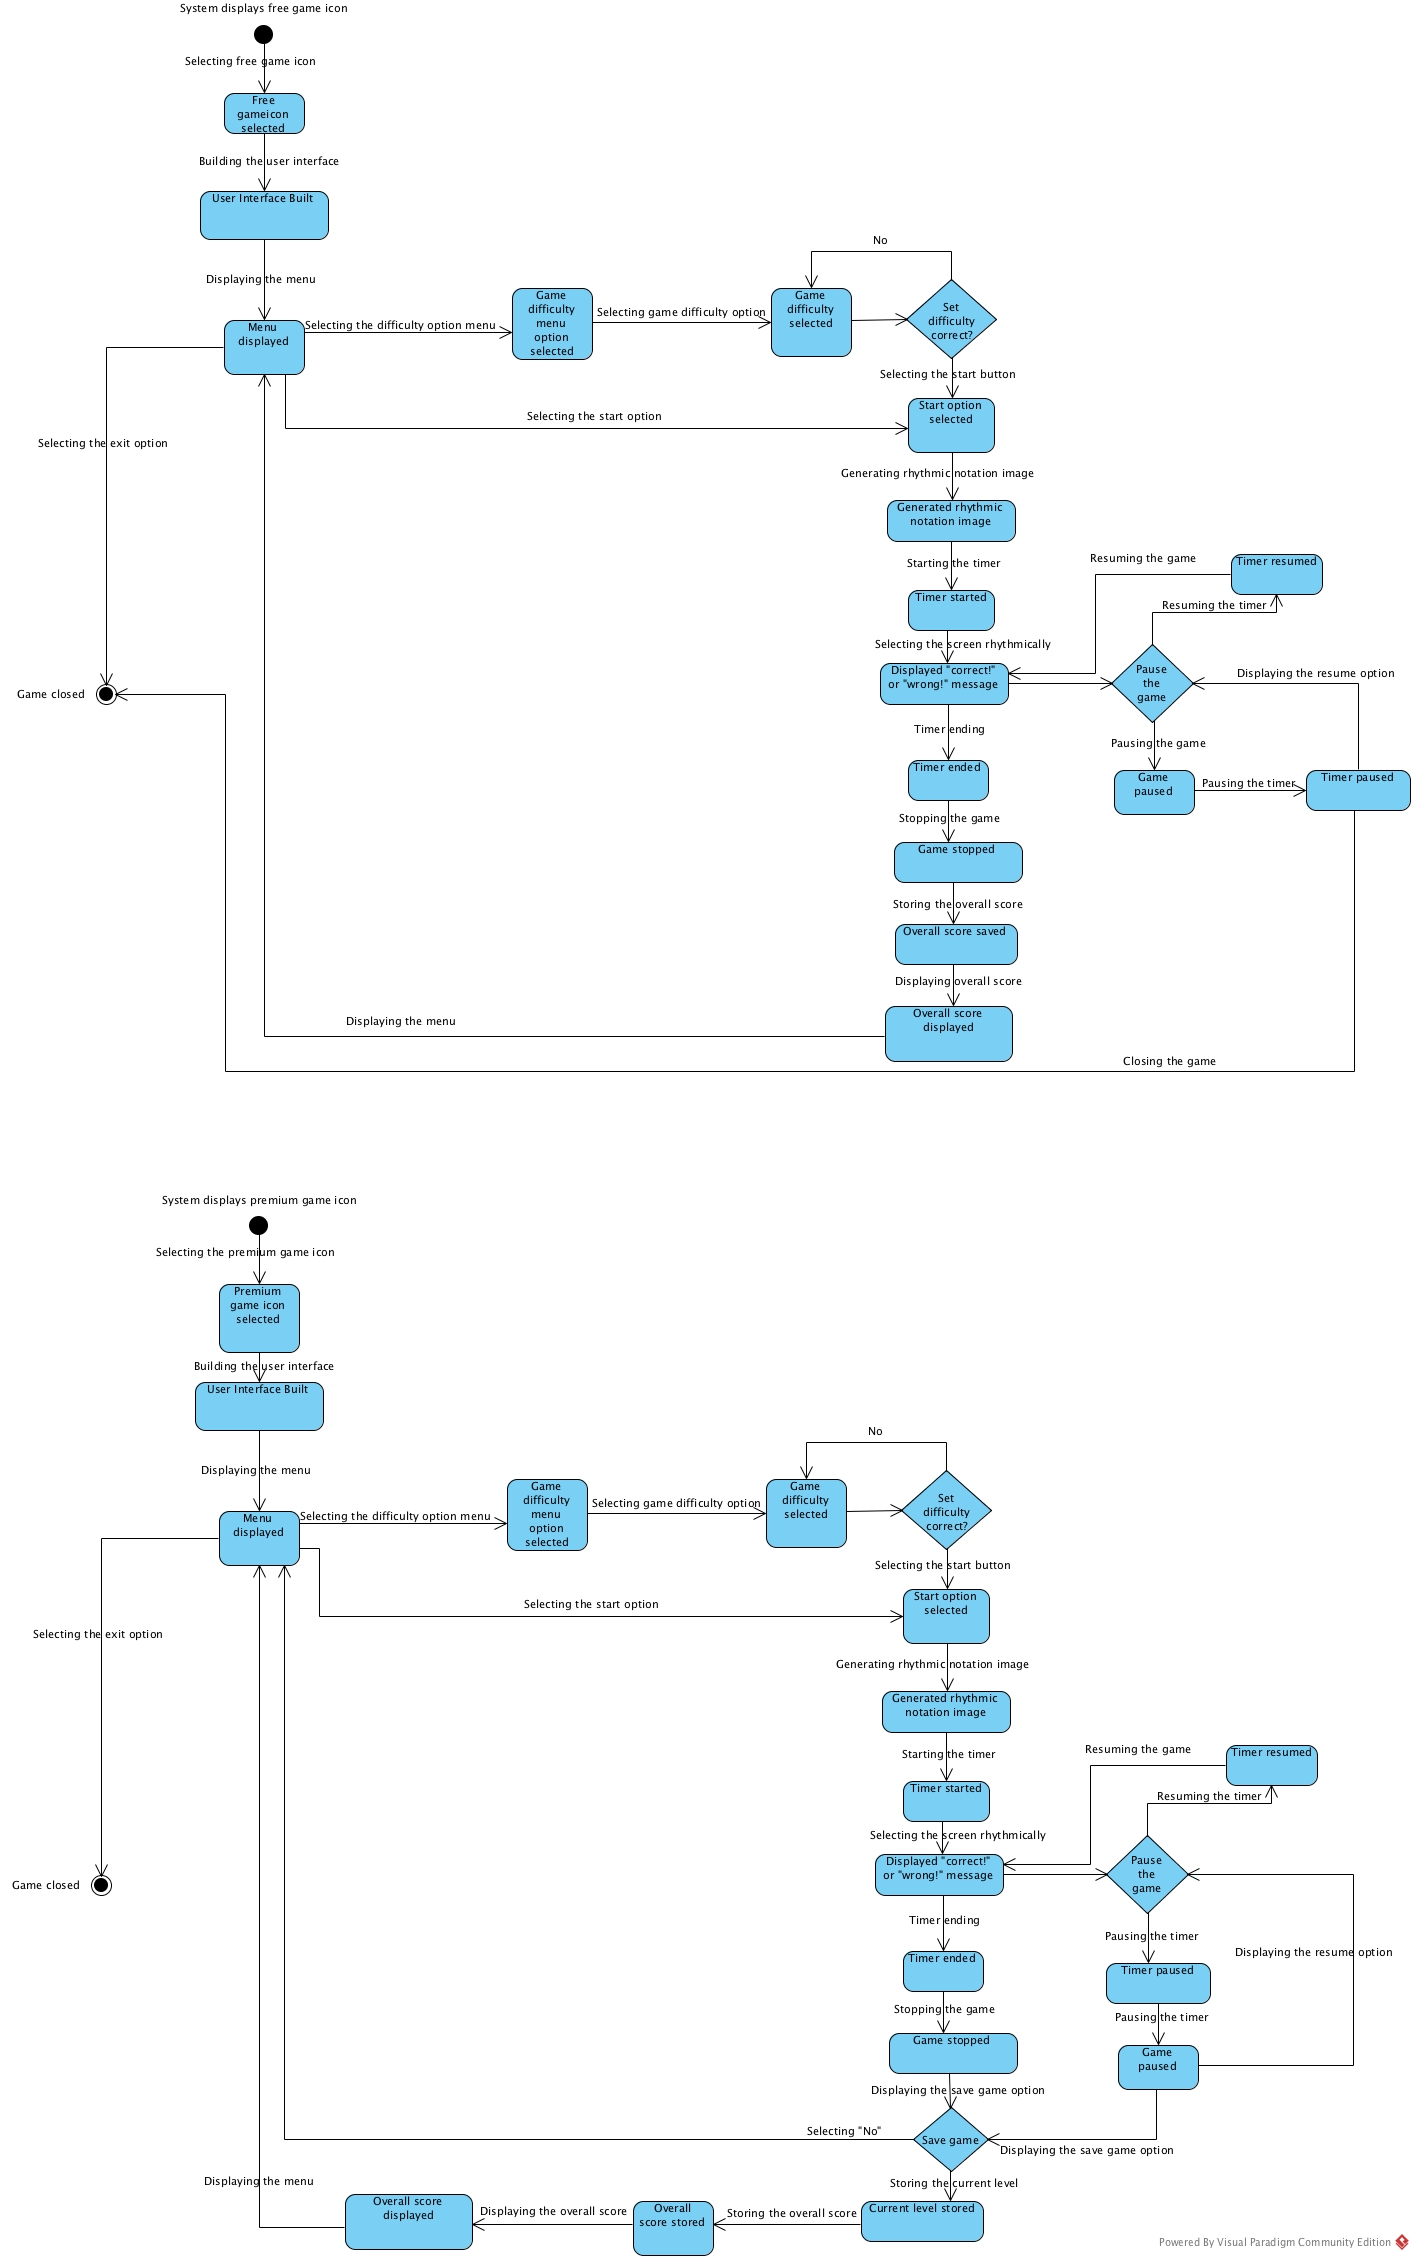 System displays free game icon
Selecting free game icon
Free
gameicon
selected
Building the user interface
User Interface Built
No
Displaying the menu
Game
difficulty
menu
option
selected
Selecting game difficulty option
Game
difficulty
selected
Set
difficulty
correct?
Menu
displayed
Selecting the difficulty option menu
Selecting the start button
Start option
selected
Selecting the start option
Selecting the exit option
Generating rhythmic notation image
Generated rhythmic
notation image
Starting the timer
Resuming the game
Timer resumed
Timer started
Resuming the timer
Selecting the screen rhythmically
Displayed "correct!"
or "wrong!" message
Pause
the
game
Displaying the resume option
Game closed
Timer ending
Pausing the game
Timer ended
Game
paused
Pausing the timer
Timer paused
Stopping the game
Game stopped
Storing the overall score
Overall score saved
Displaying overall score
Overall score
displayed
Displaying the menu
Closing the game
System displays premium game icon
Selecting the premium game icon
Premium
game icon
selected
Building the user interface
User Interface Built
No
Displaying the menu
Game
difficulty
menu
option
selected
Selecting game difficulty option
Game
difficulty
selected
Set
difficulty
correct?
Menu
displayed
Selecting the difficulty option menu
Selecting the start button
Start option
selected
Selecting the start option
Selecting the exit option
Generating rhythmic notation image
Generated rhythmic
notation image
Starting the timer
Resuming the game
Timer resumed
Timer started
Resuming the timer
Selecting the screen rhythmically
Displayed "correct!"
or "wrong!" message
Pause
the
game
Game closed
Timer ending
Pausing the timer
Displaying the resume option
Timer ended
Timer paused
Stopping the game
Pausing the timer
Game stopped
Game
paused
Displaying the save game option
Selecting "No"
Save game
Displaying the save game option
Displaying the menu
Storing the current level
Overall score
displayed
Displaying the overall score
Overall
score stored
Storing the overall score
Current level stored
Powered By Visual Paradigm Community Edition